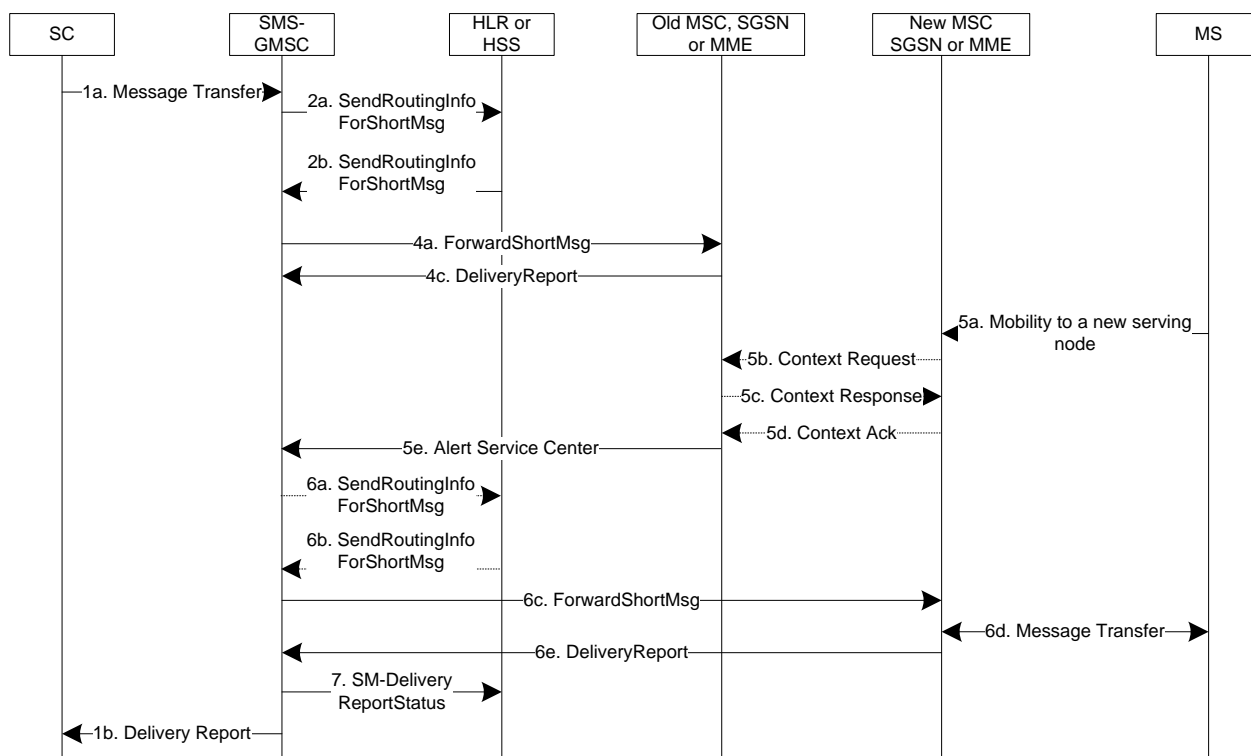 SC
SMS-
GMSC
HLR or
HSS
Old MSC, SGSN
or MME
New MSC
SGSN or MME
MS
1a. Message Transfer
2a. SendRoutingInfo
ForShortMsg
2b. SendRoutingInfo
ForShortMsg
4a. ForwardShortMsg
4c. DeliveryReport
5a. Mobility to a new serving
node
5b. Context Request
5c. Context Response
5d. Context Ack
5e. Alert Service Center
6a. SendRoutingInfo
ForShortMsg
6b. SendRoutingInfo
ForShortMsg
6c. ForwardShortMsg
6d. Message Transfer
6e. DeliveryReport
7. SM-Delivery
ReportStatus
1b. Delivery Report